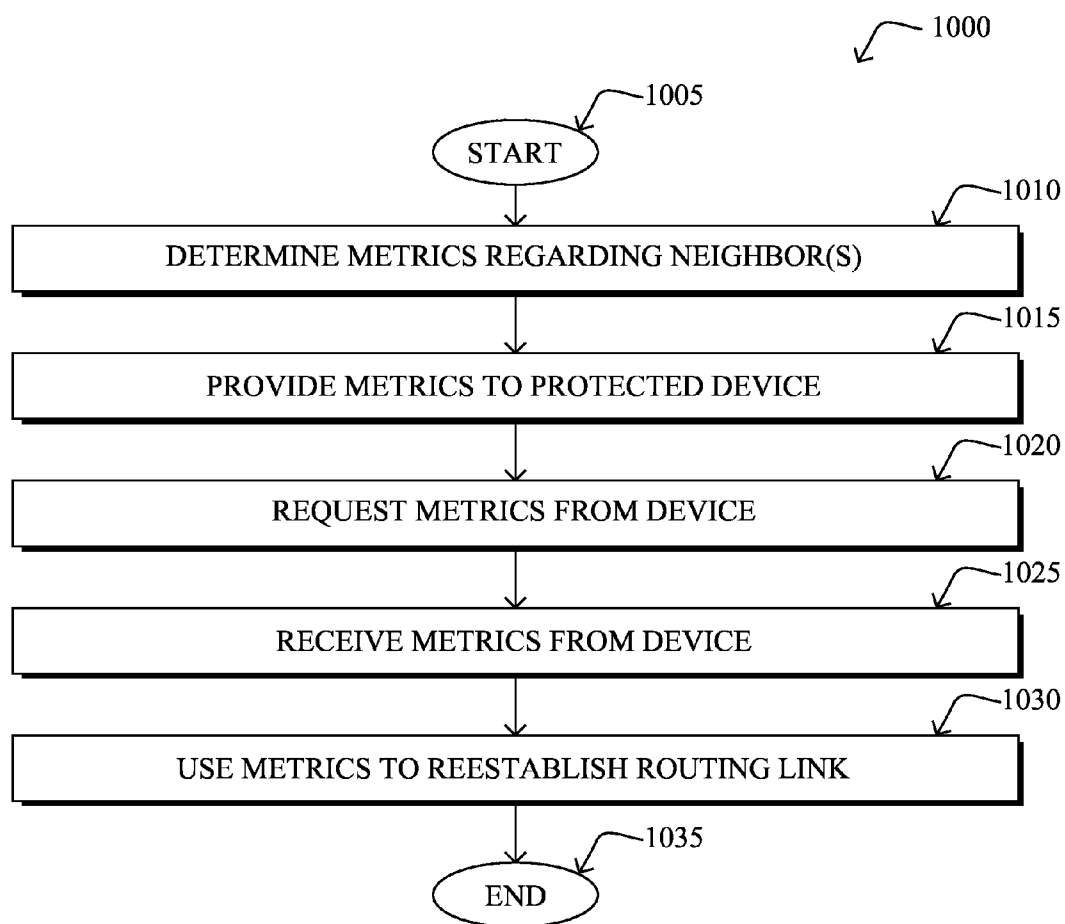 1000
1005
START
1010
DETERMINE METRICS REGARDING NEIGHBOR(S)
1015
PROVIDE METRICS TO PROTECTED DEVICE
1020
REQUEST METRICS FROM DEVICE
1025
RECEIVE METRICS FROM DEVICE
1030
USE METRICS TO REESTABLISH ROUTING LINK
1035
END